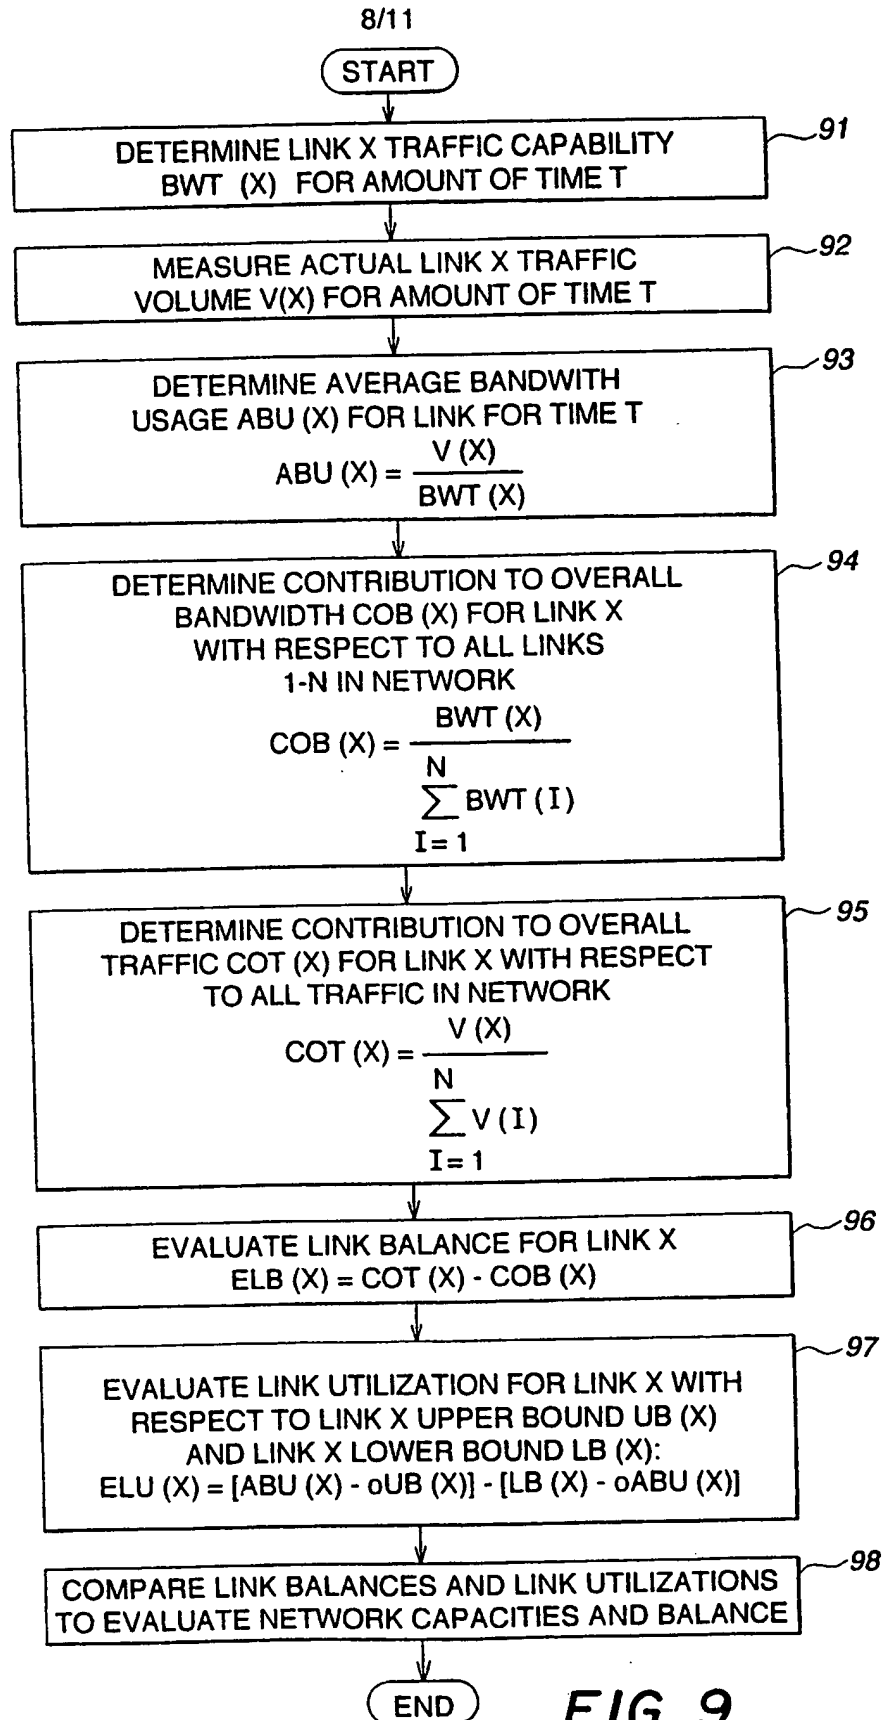 8/11
START
DETERMINE LINK X TRAFFIC CAPABILITY
BWT (X) FOR AMOUNT OF TIME T
91
MEASURE ACTUAL LINK X TRAFFIC
VOLUME V(X) FOR AMOUNT OF TIME T
92
DETERMINE AVERAGE BANDWITH
USAGE ABU (X) FOR LINK FOR TIME T
ABU (X) = V (X)
BWT (X)
93
DETERMINE CONTRIBUTION TO OVERALL
BANDWIDTH COB (X) FOR LINK X
WITH RESPECT TO ALL LINKS
1-N IN NETWORK
COB (X) = BWT (X)
N
∑ BWT (I)
I = 1
94
DETERMINE CONTRIBUTION TO OVERALL
TRAFFIC COT (X) FOR LINK X WITH RESPECT
TO ALL TRAFFIC IN NETWORK
COT (X) = V (X)
N
∑ V (I)
I = 1
95
EVALUATE LINK BALANCE FOR LINK X
ELB (X) = COT (X) - COB (X)
96
EVALUATE LINK UTILIZATION FOR LINK X WITH
RESPECT TO LINK X UPPER BOUND UB (X)
AND LINK X LOWER BOUND LB (X):
ELU (X) = [ABU (X) - oUB (X)] - [LB (X) - oABU (X)]
97
COMPARE LINK BALANCES AND LINK UTILIZATIONS
TO EVALUATE NETWORK CAPACITIES AND BALANCE
98
END
FIG 9